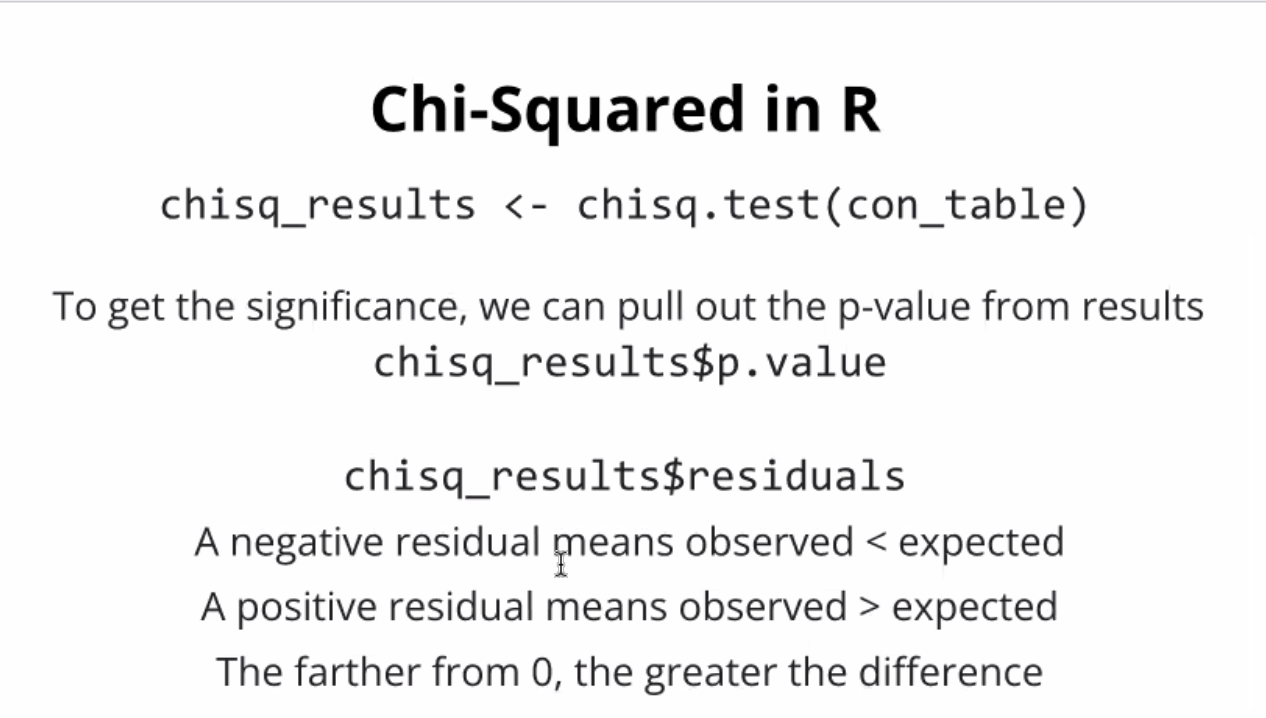 Chi-Squared in R
chisq_results <- chisq.test(con_table)
To get the significance, we can pull out the p-value from results
chisq_results$p.value
chisq_results$residuals
A negative residual means observed < expected
A positive residual means observed > expected
The farther from 0, the greater the difference